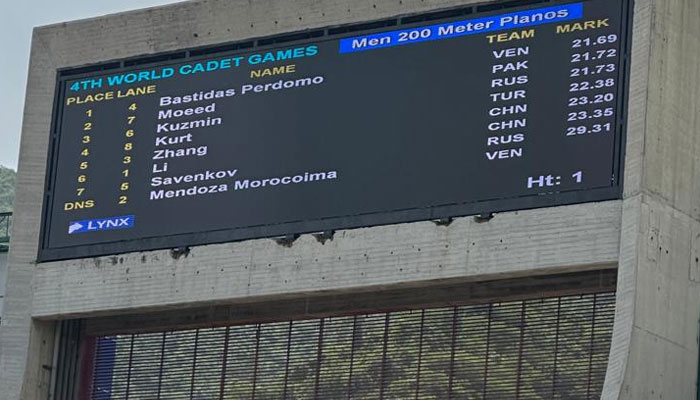 4TH WORLD CADET GAMES Men 200 Meter Planos
PLACE LANE NAME TEAM MARK
1 4 Bastidas Perdomo VEN 21.69
2 7 Moeed PAK 21.72
3 6 Kuzmin RUS 21.73
4 8 Kurt TUR 22.38
5 3 Zhang CHN 23.20
6 1 Li CHN 23.35
7 5 Savenkov RUS 29.31
DNS 2 Mendoza Morocoima VEN
LYNX Ht: 1